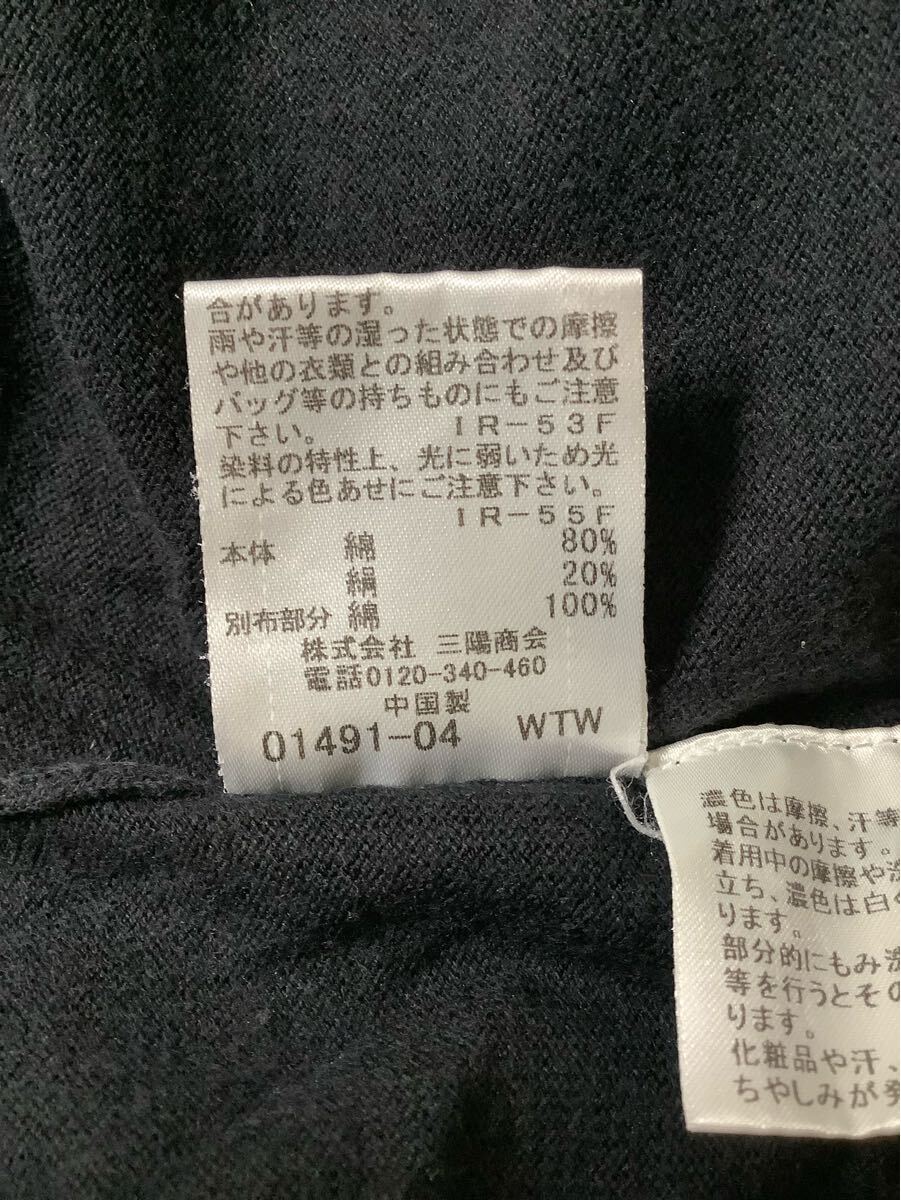 合があります。
雨や汗等の湿った状態での摩擦
や他の衣類との組み合わせ及び
バッグ等の持ちものにもご注意
下さい。 ＩＲ－５３Ｆ
染料の特性上、光に弱いため光
による色あせにご注意下さい。
ＩＲ－５５Ｆ
本体 綿 80%
絹 20%
別布部分 綿 100%
株式会社 三陽商会
電話0120-340-460
中国製
01491-04 WTW
濃色は摩擦、汗等
場合があります。
着用中の摩擦や洗
立ち、濃色は白く
ります。
部分的にもみ洗
等を行うとその
ります。
化粧品や汗、
ちやしみが発